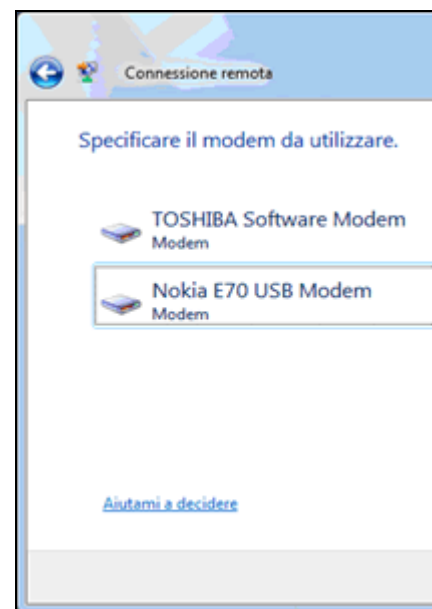 Connessione remota
Specificare il modem da utilizzare.
TOSHIBA Software Modem
Modem
Nokia E70 USB Modem
Modem
Aiutami a decidere